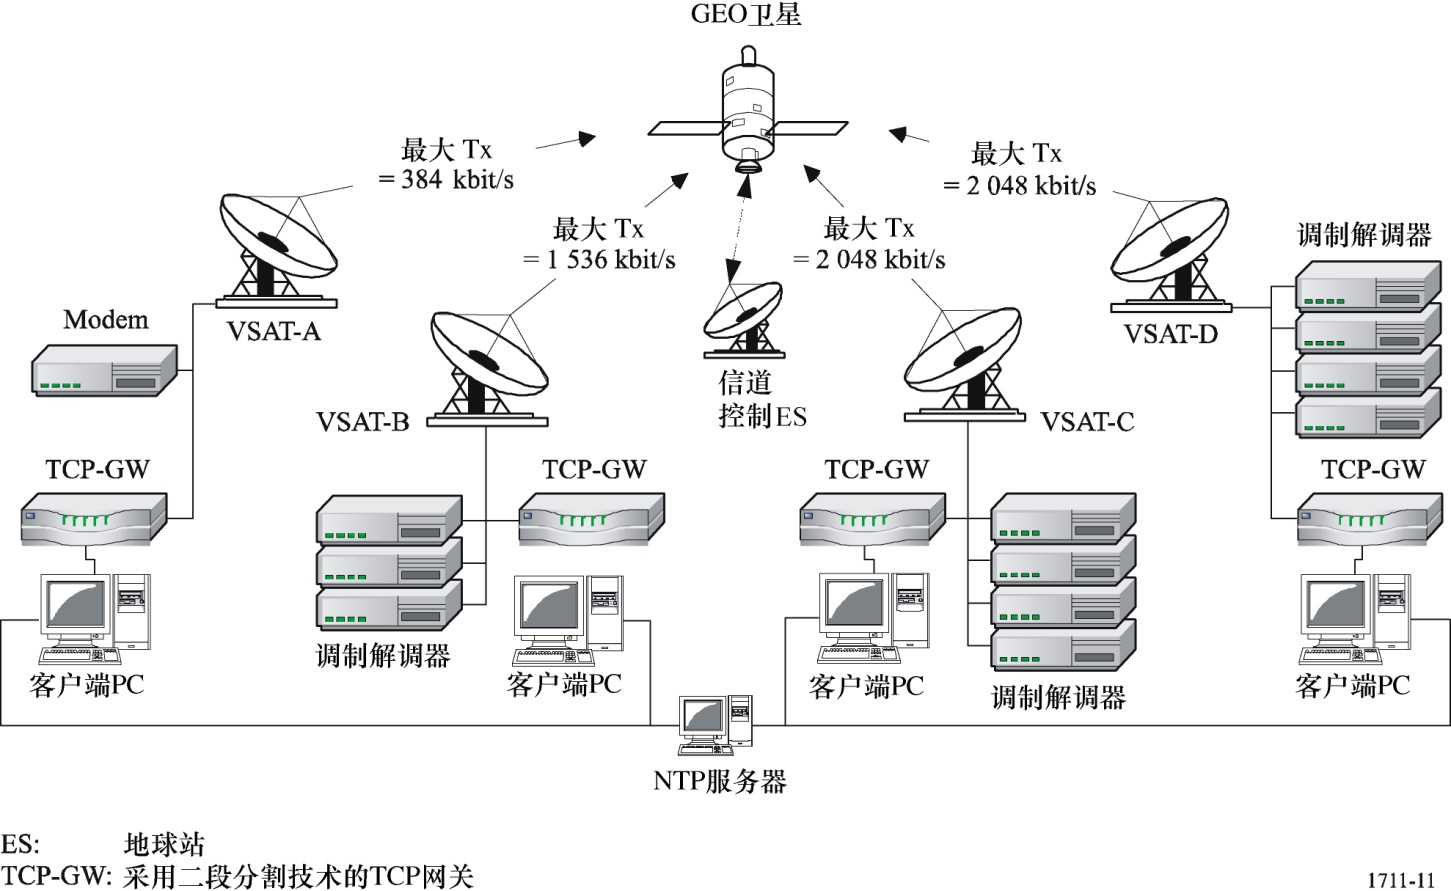 GEO卫星
最大 Tx
= 384 kbit/s
最大 Tx
= 1 536 kbit/s
最大 Tx
= 2 048 kbit/s
最大 Tx
= 2 048 kbit/s
调制解调器
Modem
VSAT-A
VSAT-B
信道
控制ES
VSAT-C
VSAT-D
TCP-GW
TCP-GW
TCP-GW
TCP-GW
客户端PC
调制解调器
客户端PC
客户端PC
调制解调器
客户端PC
NTP服务器
ES: 地球站
TCP-GW: 采用二段分割技术的TCP网关
1711-11